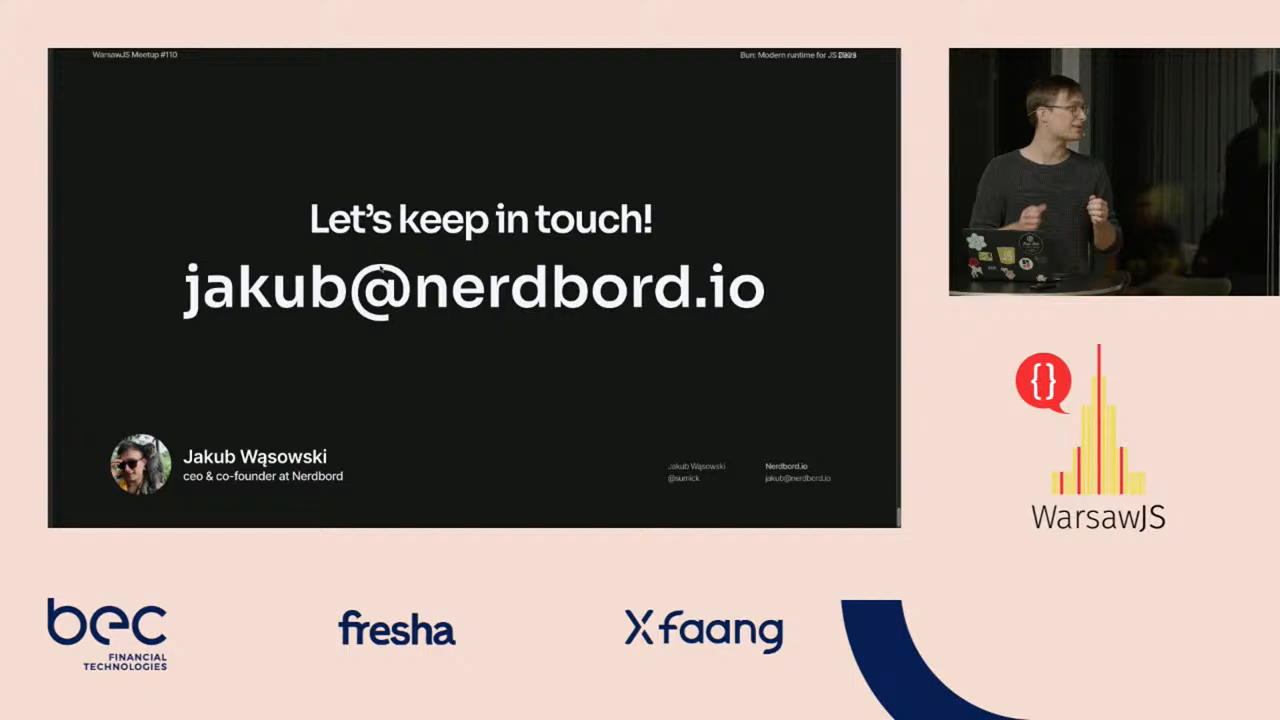 WarsawJS Meetup #110
Bun: Modern runtime for JS
Let's keep in touch!
jakub@nerdbord.io
Jakub Wąsowski
ceo & co-founder at Nerdbord
Jakub Wąsowski
@sumick
Nerdbord.io
jakub@nerdbord.io
{}
WarsawJS
bec
FINANCIAL
TECHNOLOGIES
fresha
Xfaang